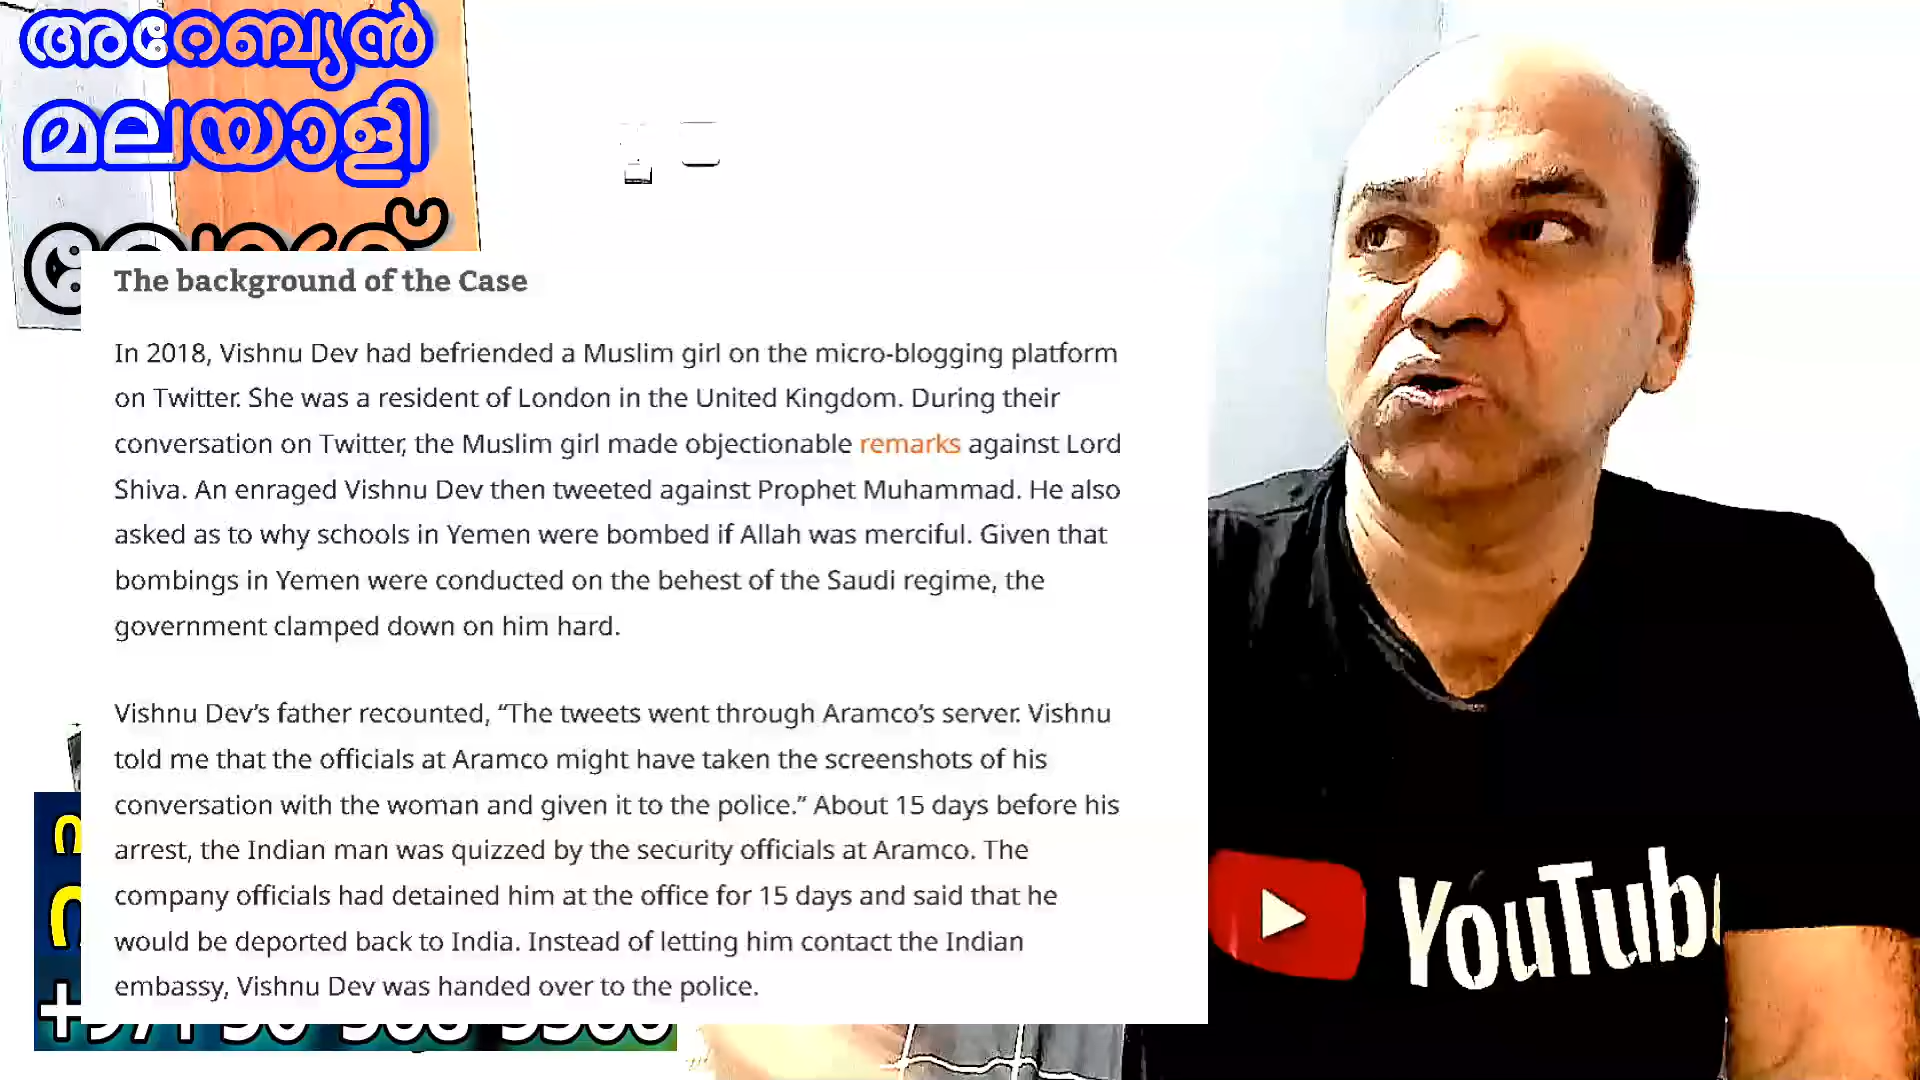 അറേബ്യൻ
മലയാളി
The background of the Case
In 2018, Vishnu Dev had befriended a Muslim girl on the micro-blogging platform
on Twitter. She was a resident of London in the United Kingdom. During their
conversation on Twitter, the Muslim girl made objectionable remarks against Lord
Shiva. An enraged Vishnu Dev then tweeted against Prophet Muhammad. He also
asked as to why schools in Yemen were bombed if Allah was merciful. Given that
bombings in Yemen were conducted on the behest of the Saudi regime, the
government clamped down on him hard.
Vishnu Dev’s father recounted, “The tweets went through Aramco’s server. Vishnu
told me that the officials at Aramco might have taken the screenshots of his
conversation with the woman and given it to the police.” About 15 days before his
arrest, the Indian man was quizzed by the security officials at Aramco. The
company officials had detained him at the office for 15 days and said that he
would be deported back to India. Instead of letting him contact the Indian
embassy, Vishnu Dev was handed over to the police.
YouTub